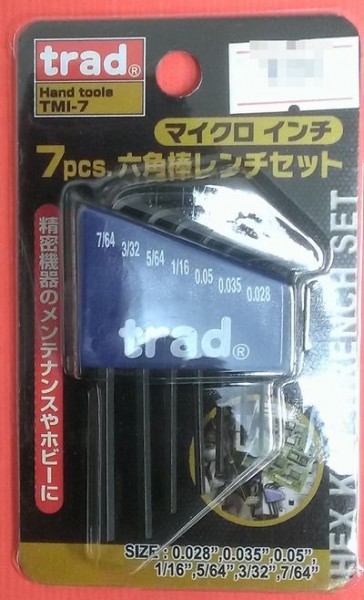 trad®
Hand tools
TMI-7
マイクロ インチ
7pcs. 六角棒レンチセット
精密機器のメンテナンスやホビーに
7/64 3/32 5/64 1/16 0.05 0.035 0.028
trad®
HEX K
RENCH SET
SIZE : 0.028", 0.035", 0.05",
1/16", 5/64", 3/32", 7/64"